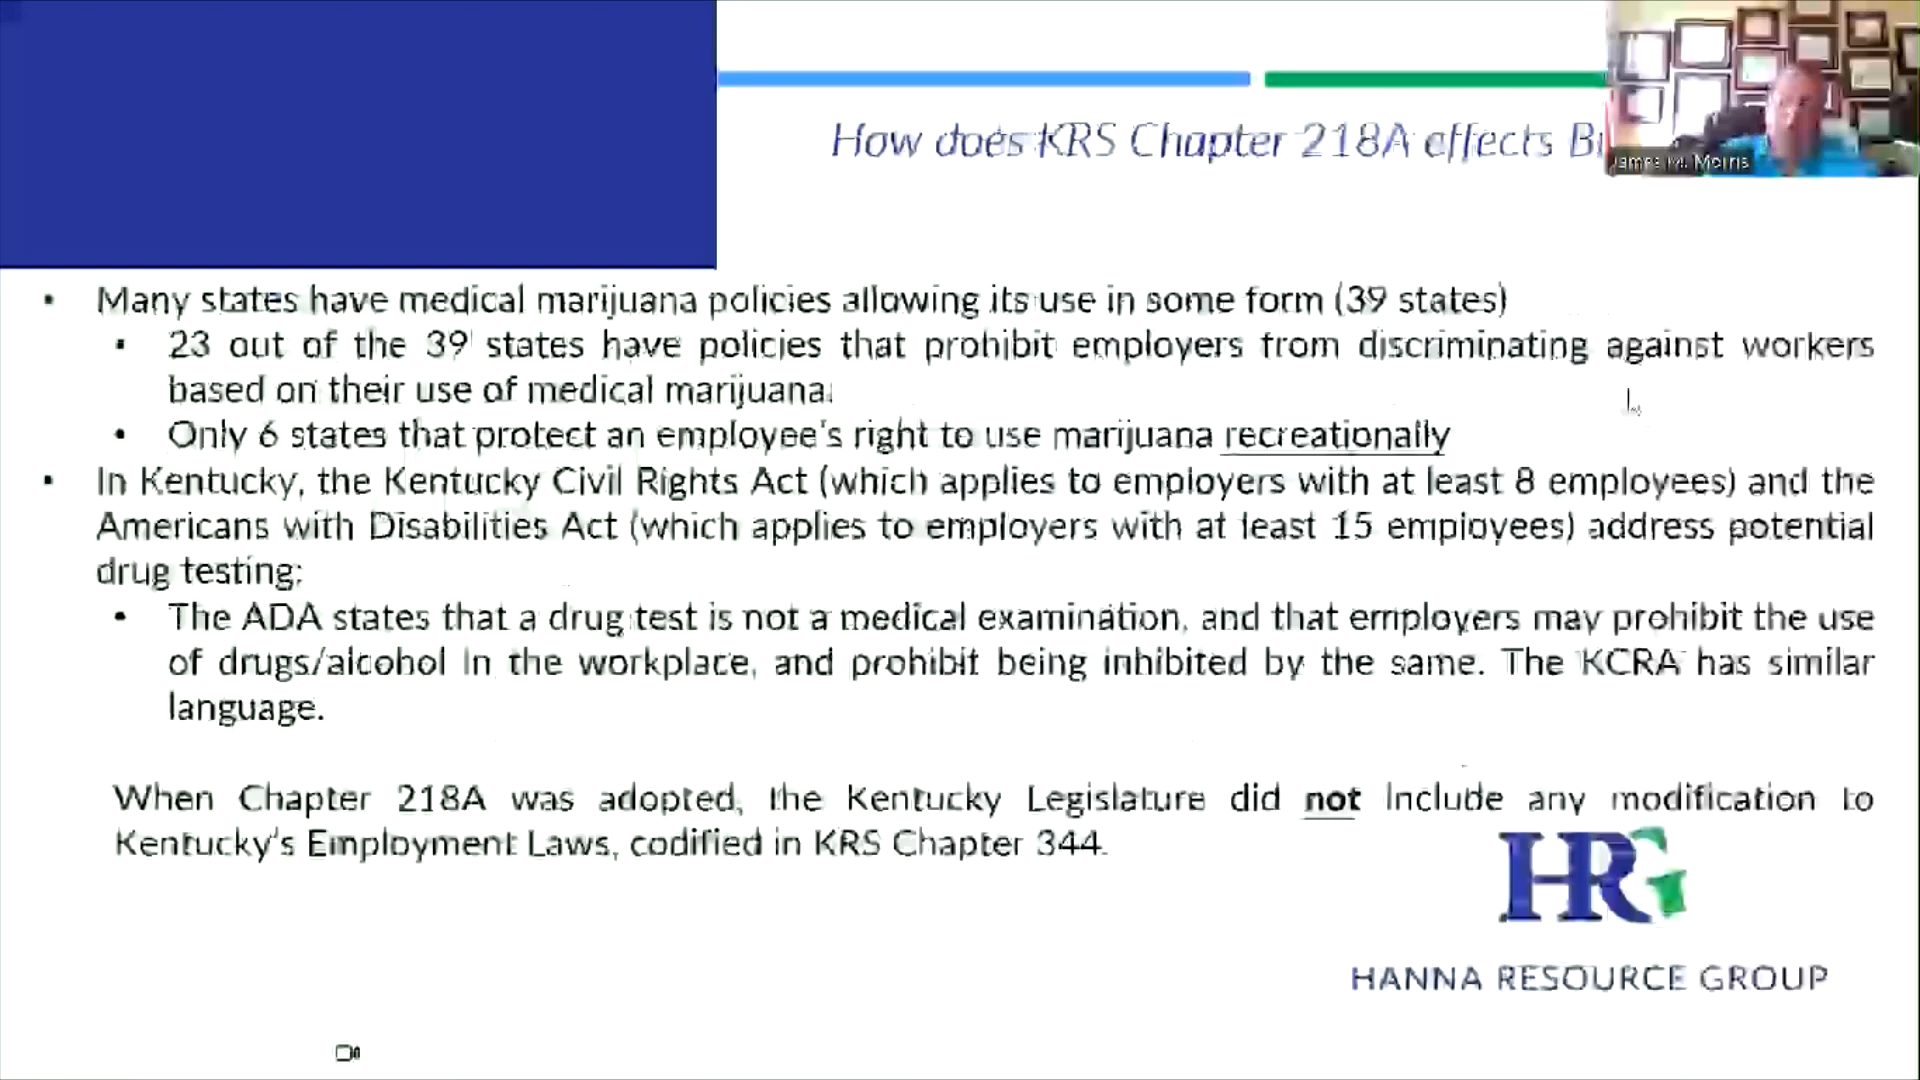 How does KRS Chapter 218A effects
James M. Morris
• Many states have medical marijuana policies allowing its use in some form (39 states)
• 23 out of the 39 states have policies that prohibit employers from discriminating against workers
based on their use of medical marijuana.
• Only 6 states that protect an employee's right to use marijuana recreationally
• In Kentucky, the Kentucky Civil Rights Act (which applies to employers with at least 8 employees) and the
Americans with Disabilities Act (which applies to employers with at least 15 employees) address potential
drug testing:
• The ADA states that a drug test is not a medical examination, and that employers may prohibit the use
of drugs/alcohol in the workplace, and prohibit being inhibited by the same. The KCRA has similar
language.
When Chapter 218A was adopted, the Kentucky Legislature did not include any modification to
Kentucky's Employment Laws, codified in KRS Chapter 344.
HRG
HANNA RESOURCE GROUP